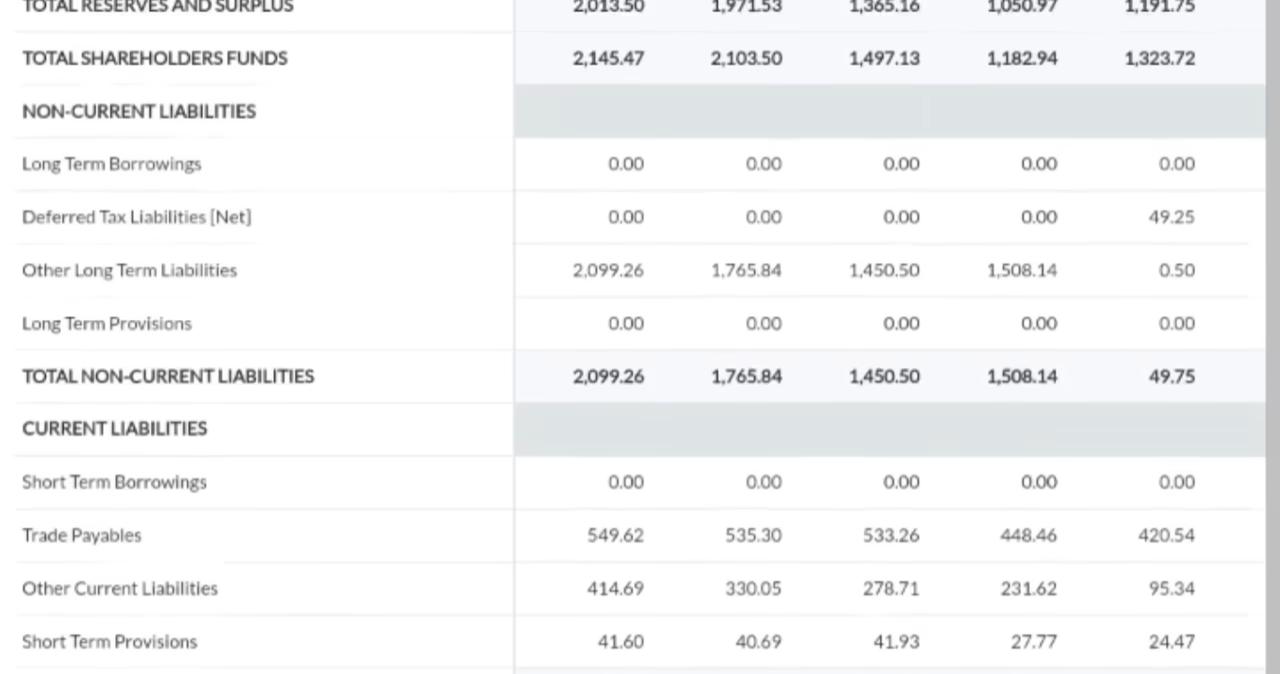 TOTAL RESERVES AND SURPLUS 2,013.50 1,971.53 1,365.16 1,050.97 1,191.75
TOTAL SHAREHOLDERS FUNDS 2,145.47 2,103.50 1,497.13 1,182.94 1,323.72
NON-CURRENT LIABILITIES
Long Term Borrowings 0.00 0.00 0.00 0.00 0.00
Deferred Tax Liabilities [Net] 0.00 0.00 0.00 0.00 49.25
Other Long Term Liabilities 2,099.26 1,765.84 1,450.50 1,508.14 0.50
Long Term Provisions 0.00 0.00 0.00 0.00 0.00
TOTAL NON-CURRENT LIABILITIES 2,099.26 1,765.84 1,450.50 1,508.14 49.75
CURRENT LIABILITIES
Short Term Borrowings 0.00 0.00 0.00 0.00 0.00
Trade Payables 549.62 535.30 533.26 448.46 420.54
Other Current Liabilities 414.69 330.05 278.71 231.62 95.34
Short Term Provisions 41.60 40.69 41.93 27.77 24.47